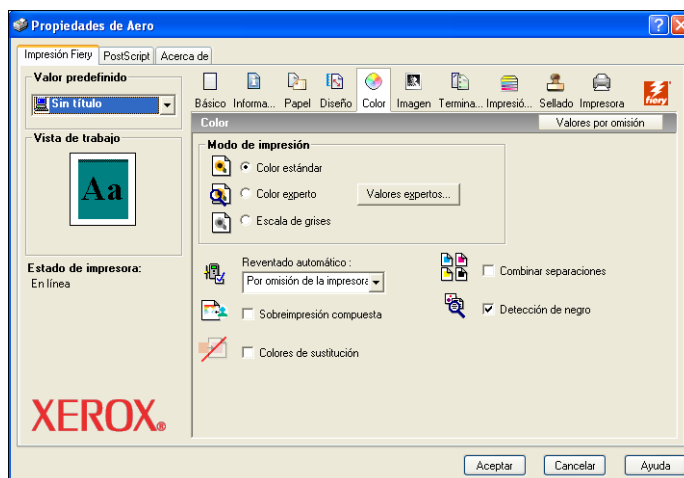 Propiedades de Aero
Impresión Fiery PostScript Acerca de
Valor predefinido
Sin título
Vista de trabajo
Aa
Estado de impresora:
En línea
XEROX®
Básico Informa... Papel Diseño Color Imagen Termina... Impresió... Sellado Impresora
fiery
Color Valores por omisión
Modo de impresión
Color estándar
Color experto Valores expertos...
Escala de grises
Reventado automático :
Por omisión de la impresora
Combinar separaciones
Sobreimpresión compuesta
Detección de negro
Colores de sustitución
Aceptar Cancelar Ayuda